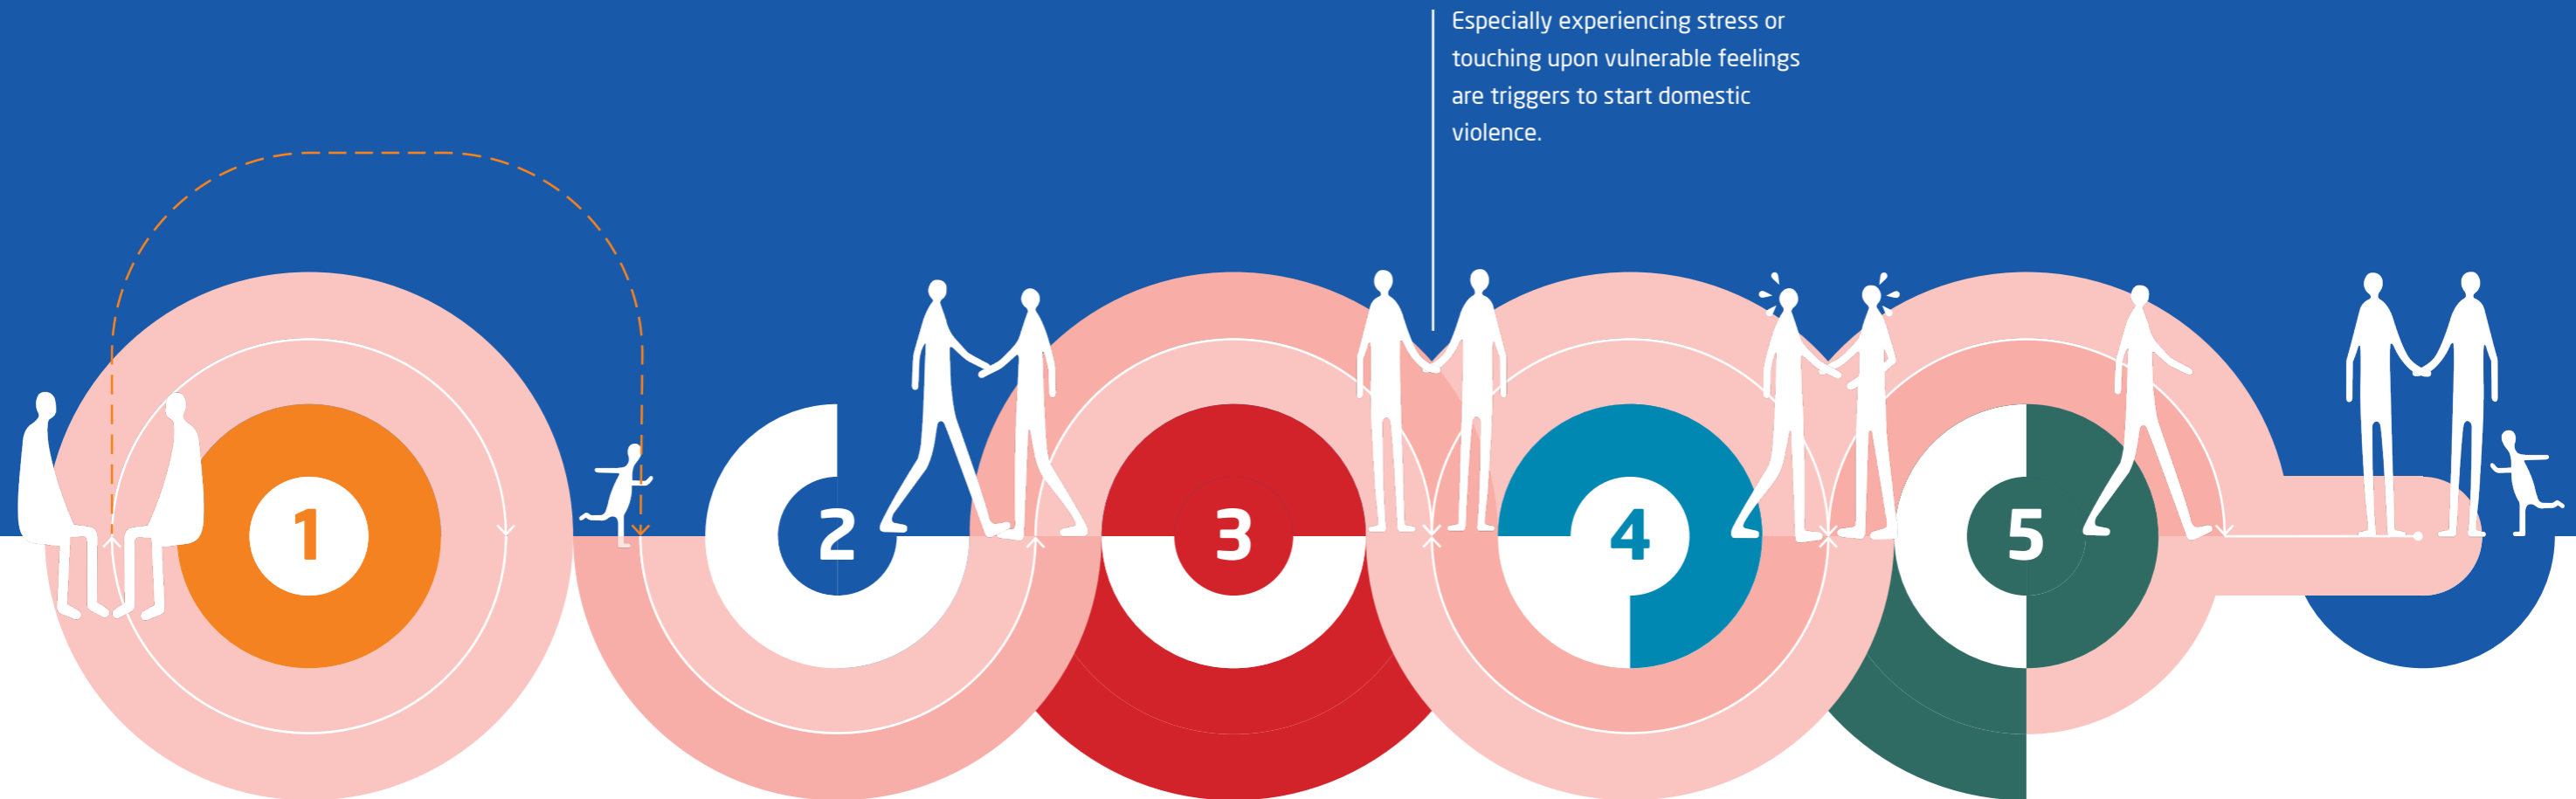 Especially experiencing stress or
touching upon vulnerable feelings
are triggers to start domestic
violence.
1
2
3
4
5